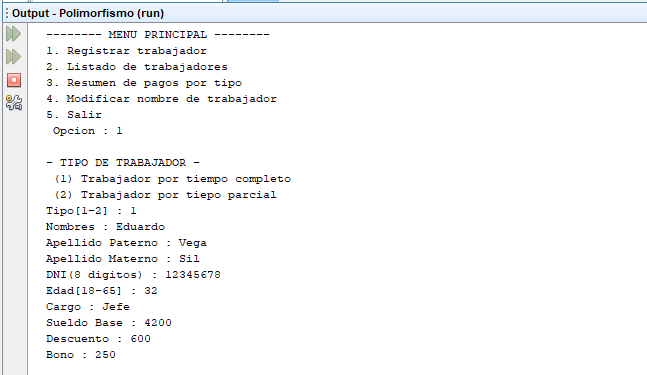 Output - Polimorfismo (run)
-------- MENU PRINCIPAL --------
1. Registrar trabajador
2. Listado de trabajadores
3. Resumen de pagos por tipo
4. Modificar nombre de trabajador
5. Salir
Opcion : 1
- TIPO DE TRABAJADOR -
(1) Trabajador por tiempo completo
(2) Trabajador por tiepo parcial
Tipo[1-2] : 1
Nombres : Eduardo
Apellido Paterno : Vega
Apellido Materno : Sil
DNI(8 digitos) : 12345678
Edad[18-65] : 32
Cargo : Jefe
Sueldo Base : 4200
Descuento : 600
Bono : 250